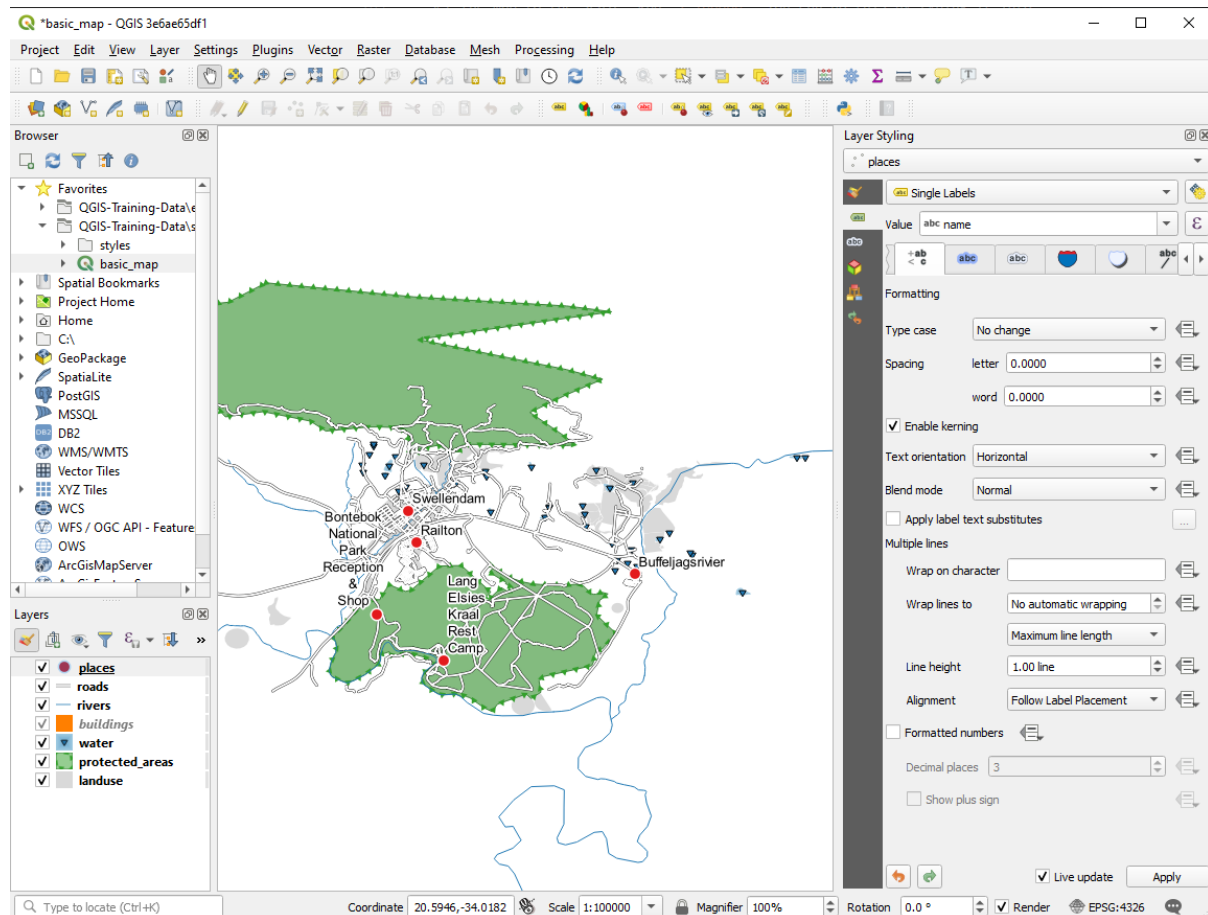 *basic_map - QGIS 3e6ae65df1
Project Edit View Layer Settings Plugins Vector Raster Database Mesh Processing Help
Browser
Favorites
QGIS-Training-Data\e
QGIS-Training-Data\s
styles
basic_map
Spatial Bookmarks
Project Home
Home
C:\
GeoPackage
SpatiaLite
PostGIS
MSSQL
DB2
WMS/WMTS
Vector Tiles
XYZ Tiles
WCS
WFS / OGC API - Feature
OWS
ArcGisMapServer
Layers
places
roads
rivers
buildings
water
protected_areas
landuse
Swellendam
Bontebok
National
Park
Reception
&
Shop
Railton
Buffeljagsrivier
Lang
Elsies
Kraal
Rest
Camp
Layer Styling
places
Single Labels
Value abc name
Formatting
Type case No change
Spacing letter 0.0000
word 0.0000
Enable kerning
Text orientation Horizontal
Blend mode Normal
Apply label text substitutes ...
Multiple lines
Wrap on character
Wrap lines to No automatic wrapping
Maximum line length
Line height 1.00 line
Alignment Follow Label Placement
Formatted numbers
Decimal places 3
Show plus sign
Live update Apply
Type to locate (Ctrl+K) Coordinate 20.5946,-34.0182 Scale 1:100000 Magnifier 100% Rotation 0.0 ° Render EPSG:4326